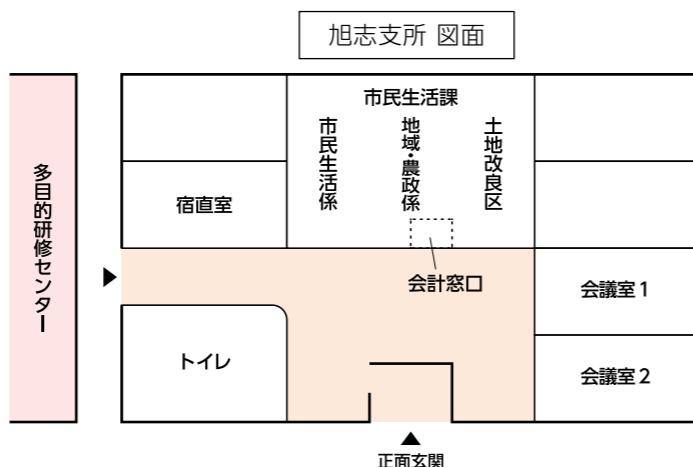 旭志支所 図面
市民生活課
市民生活係
地域・農政係
土地改良区
多目的研修センター
宿直室
会計窓口
会議室1
トイレ
会議室2
正面玄関